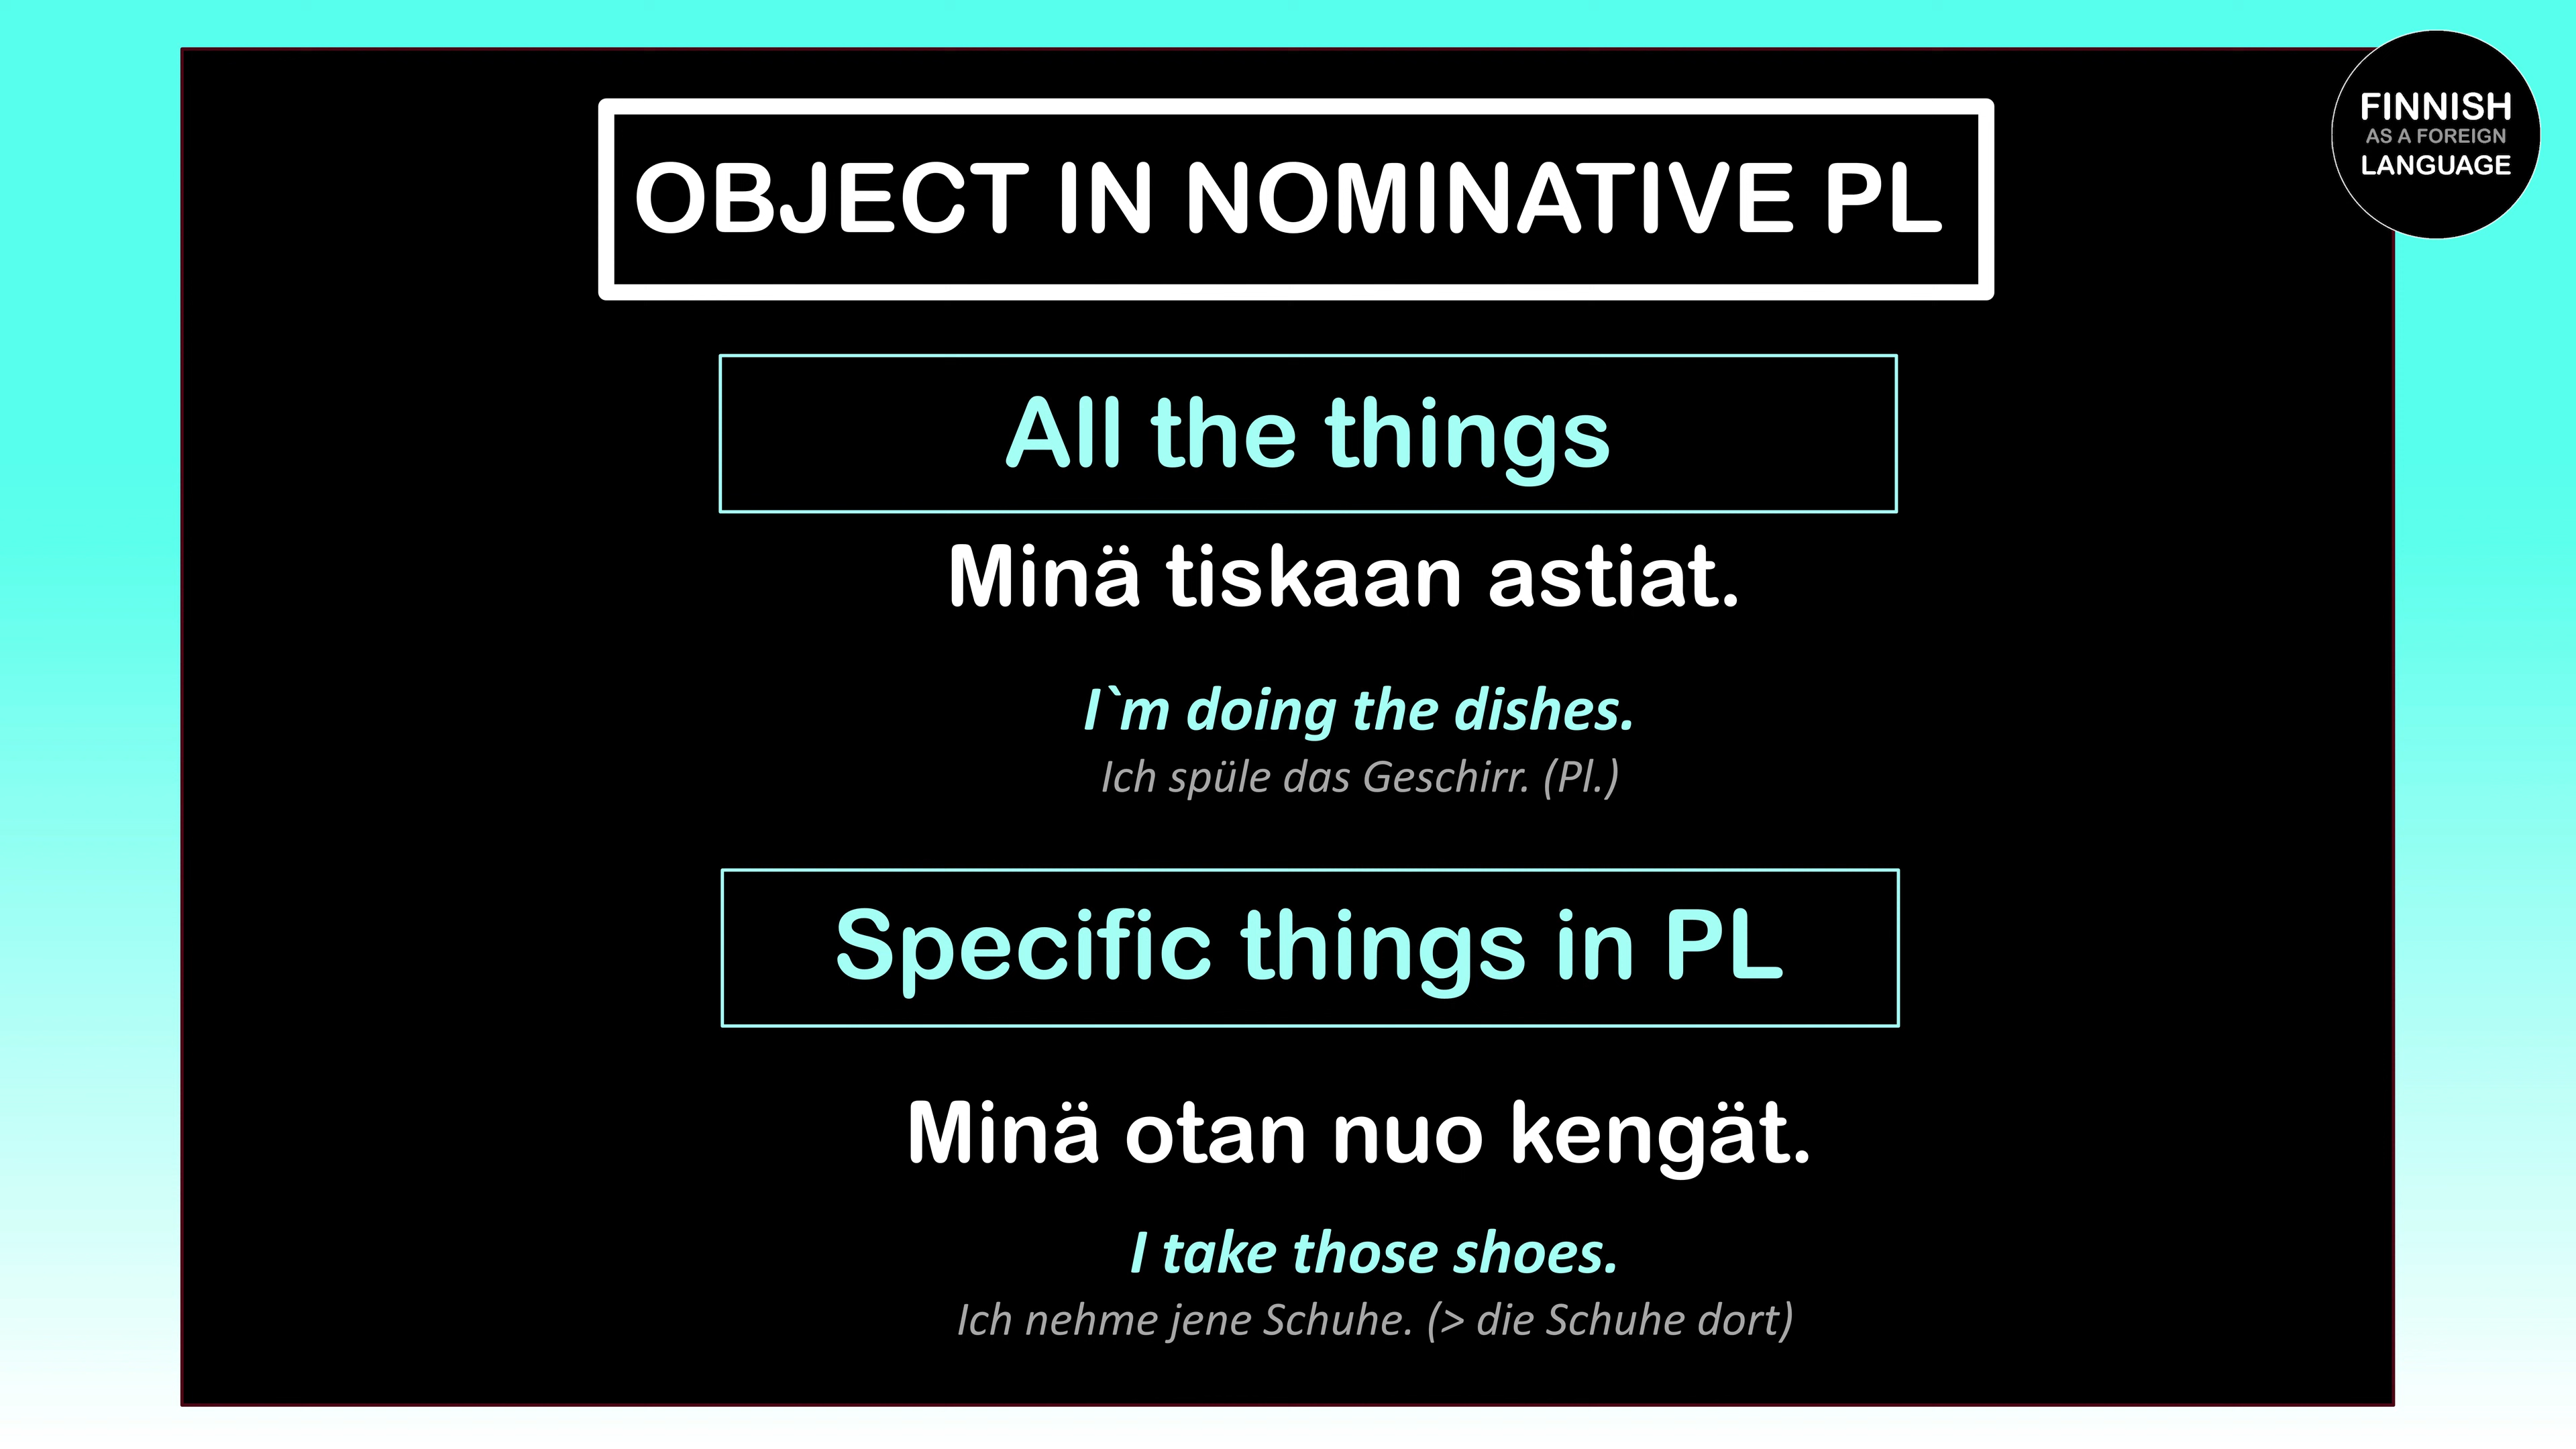 FINNISH
AS A FOREIGN
LANGUAGE
OBJECT IN NOMINATIVE PL
All the things
Minä tiskaan astiat.
I`m doing the dishes.
Ich spüle das Geschirr. (Pl.)
Specific things in PL
Minä otan nuo kengät.
I take those shoes.
Ich nehme jene Schuhe. (> die Schuhe dort)